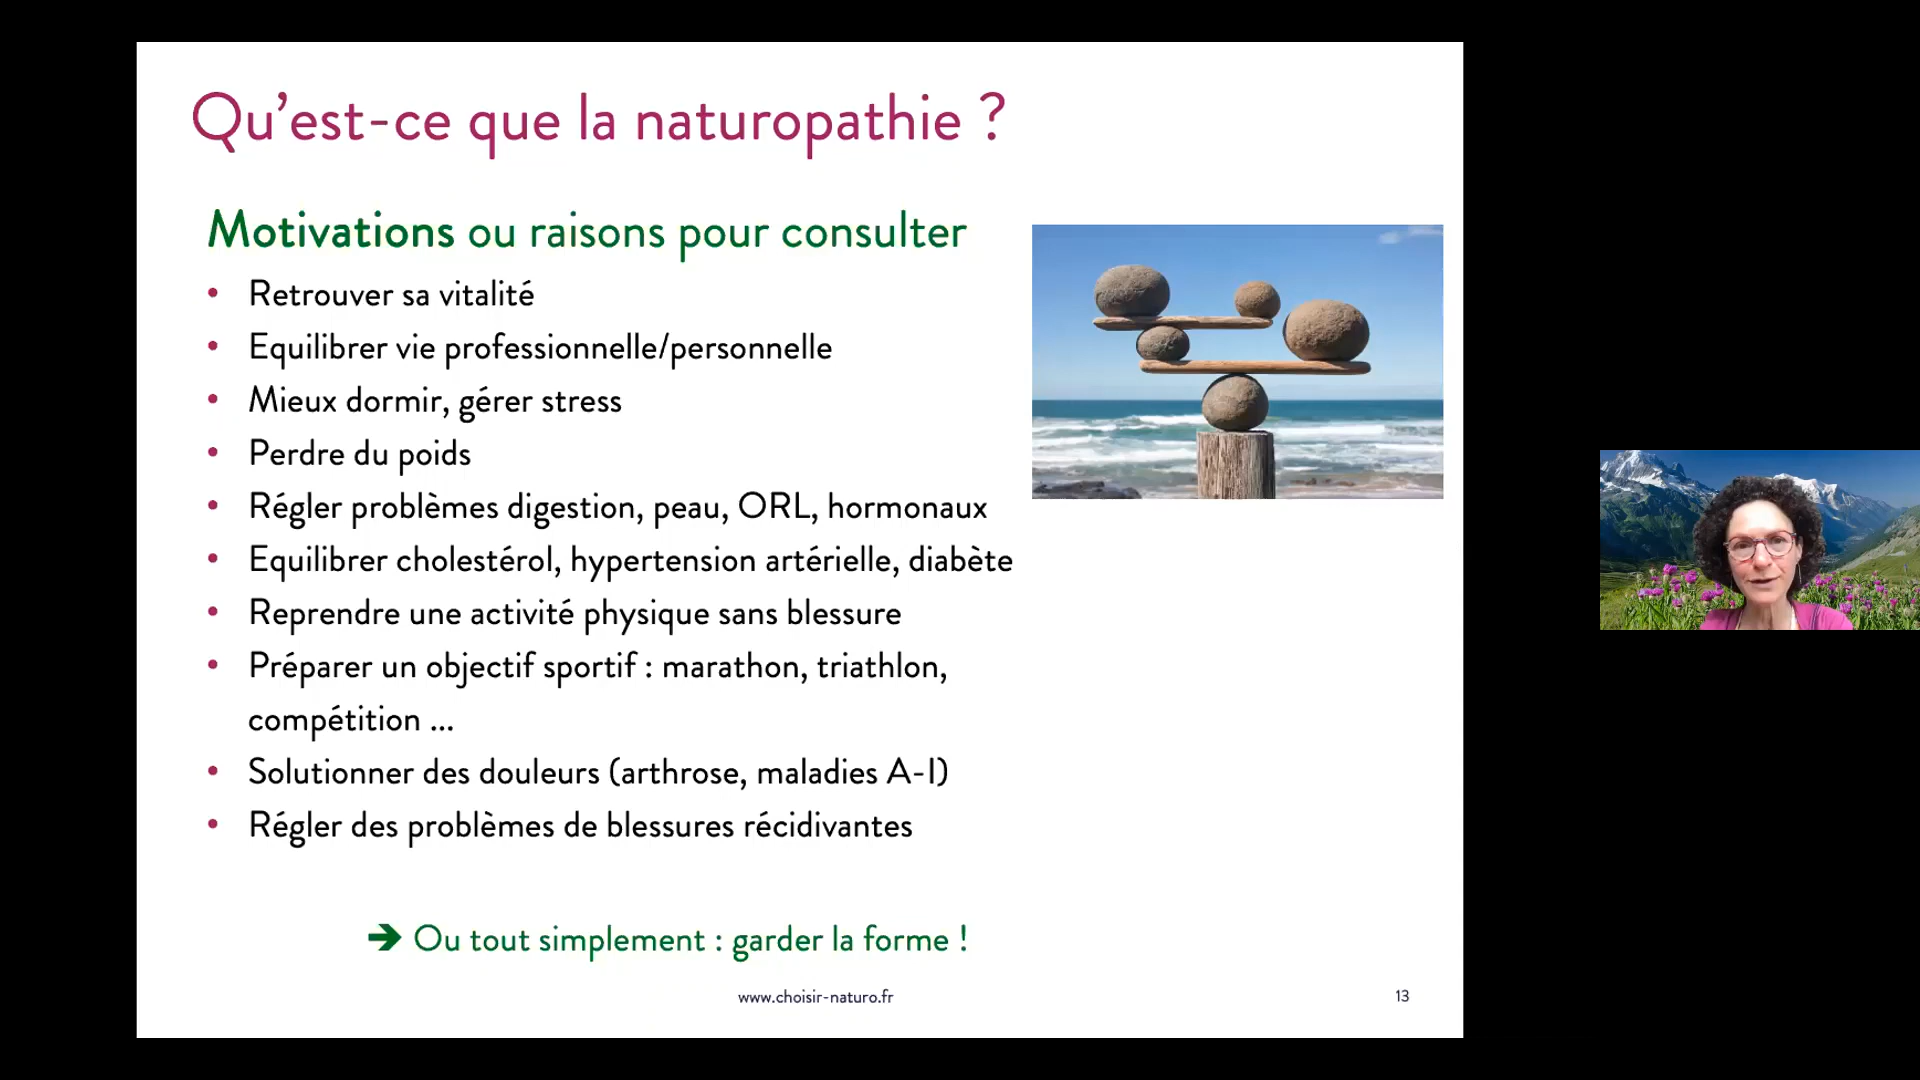 Qu’est-ce que la naturopathie ?
Motivations ou raisons pour consulter
• Retrouver sa vitalité
• Equilibrer vie professionnelle/personnelle
• Mieux dormir, gérer stress
• Perdre du poids
• Régler problèmes digestion, peau, ORL, hormonaux
• Equilibrer cholestérol, hypertension artérielle, diabète
• Reprendre une activité physique sans blessure
• Préparer un objectif sportif : marathon, triathlon,
compétition ...
• Solutionner des douleurs (arthrose, maladies A-I)
• Régler des problèmes de blessures récidivantes
➔ Ou tout simplement : garder la forme !
www.choisir-naturo.fr
13